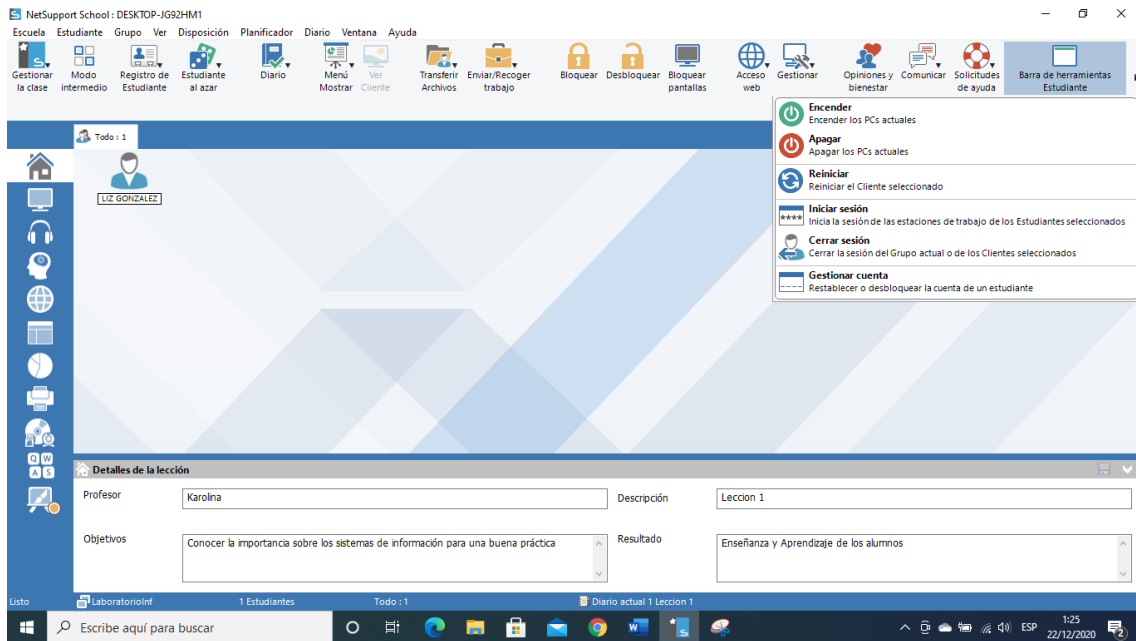 NetSupport School : DESKTOP-JG92HM1
Escuela Estudiante Grupo Ver Disposición Planificador Diario Ventana Ayuda
Gestionar la clase
Modo intermedio
Registro de Estudiante
Estudiante al azar
Diario
Menú Mostrar
Ver Cliente
Transferir Archivos
Enviar/Recoger trabajo
Bloquear
Desbloquear
Bloquear pantallas
Acceso web
Gestionar
Opiniones y bienestar
Comunicar
Solicitudes de ayuda
Barra de herramientas Estudiante
Encender
Encender los PCs actuales
Apagar
Apagar los PCs actuales
Reiniciar
Reiniciar el Cliente seleccionado
****
Iniciar sesión
Inicia la sesión de las estaciones de trabajo de los Estudiantes seleccionados
Cerrar sesión
Cerrar la sesión del Grupo actual o de los Clientes seleccionados
Gestionar cuenta
Restablecer o desbloquear la cuenta de un estudiante
Todo : 1
LIZ GONZALEZ
Q W
A S
Detalles de la lección
Profesor Karolina
Descripción Leccion 1
Objetivos Conocer la importancia sobre los sistemas de información para una buena práctica
Resultado Enseñanza y Aprendizaje de los alumnos
Listo LaboratorioInf 1 Estudiantes Todo : 1 Diario actual 1 Leccion 1
Escribe aquí para buscar
ESP
1:25
22/12/2020
2